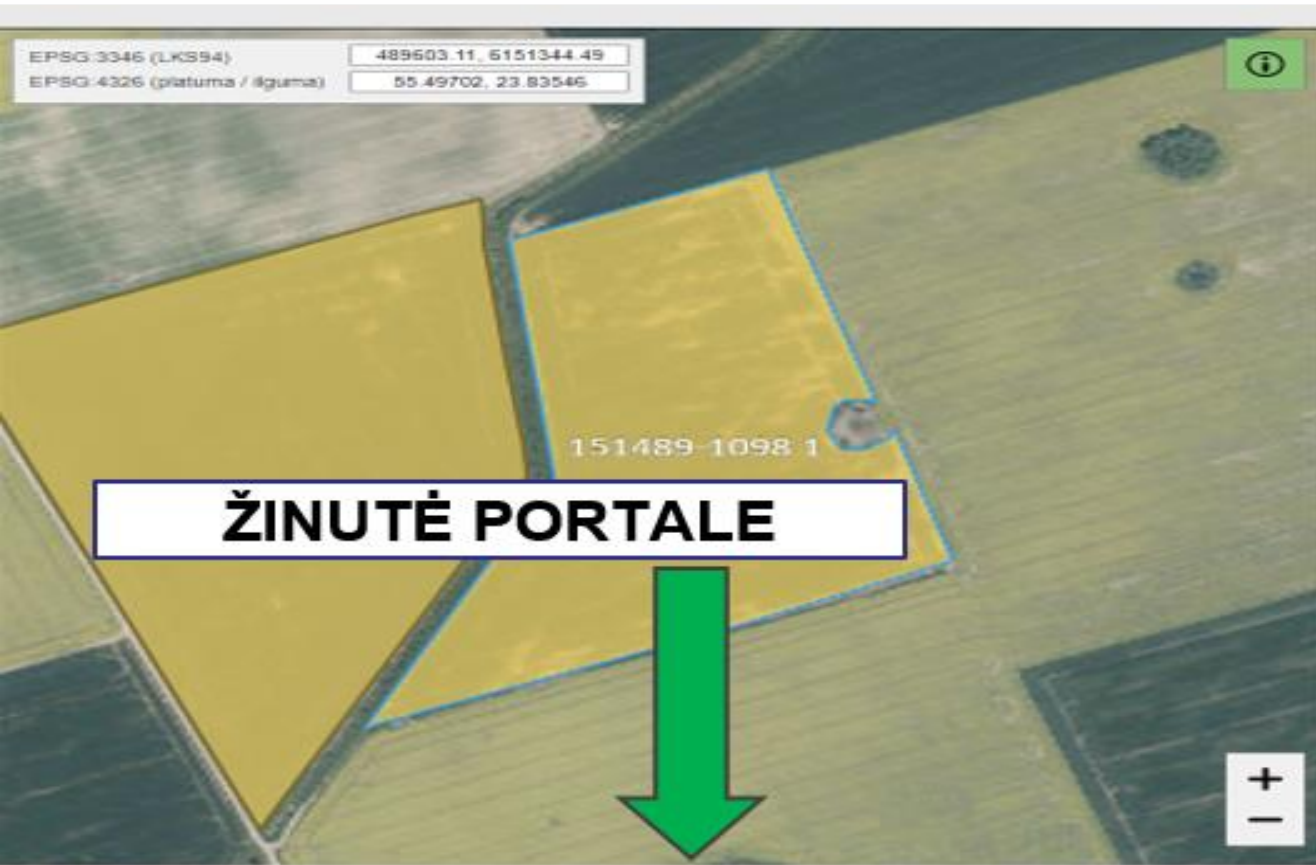 EPSG:3346 (LKS94)
489603.11, 6151344.49
EPSG:4326 (platuma / ilguma)
55.49702, 23.83546
151489-1098 1
ŽINUTĖ PORTALE
+
−